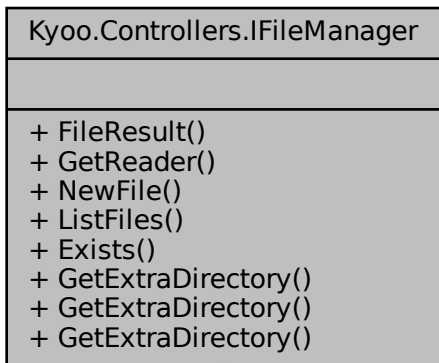 Kyoo.Controllers.IFileManager
+ FileResult()
+ GetReader()
+ NewFile()
+ ListFiles()
+ Exists()
+ GetExtraDirectory()
+ GetExtraDirectory()
+ GetExtraDirectory()